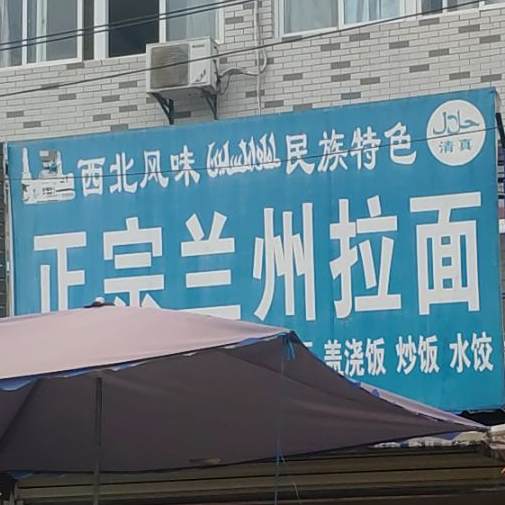 西北风味 民族特色
حلال
清真
正宗兰州拉面
盖浇饭 炒饭 水饺